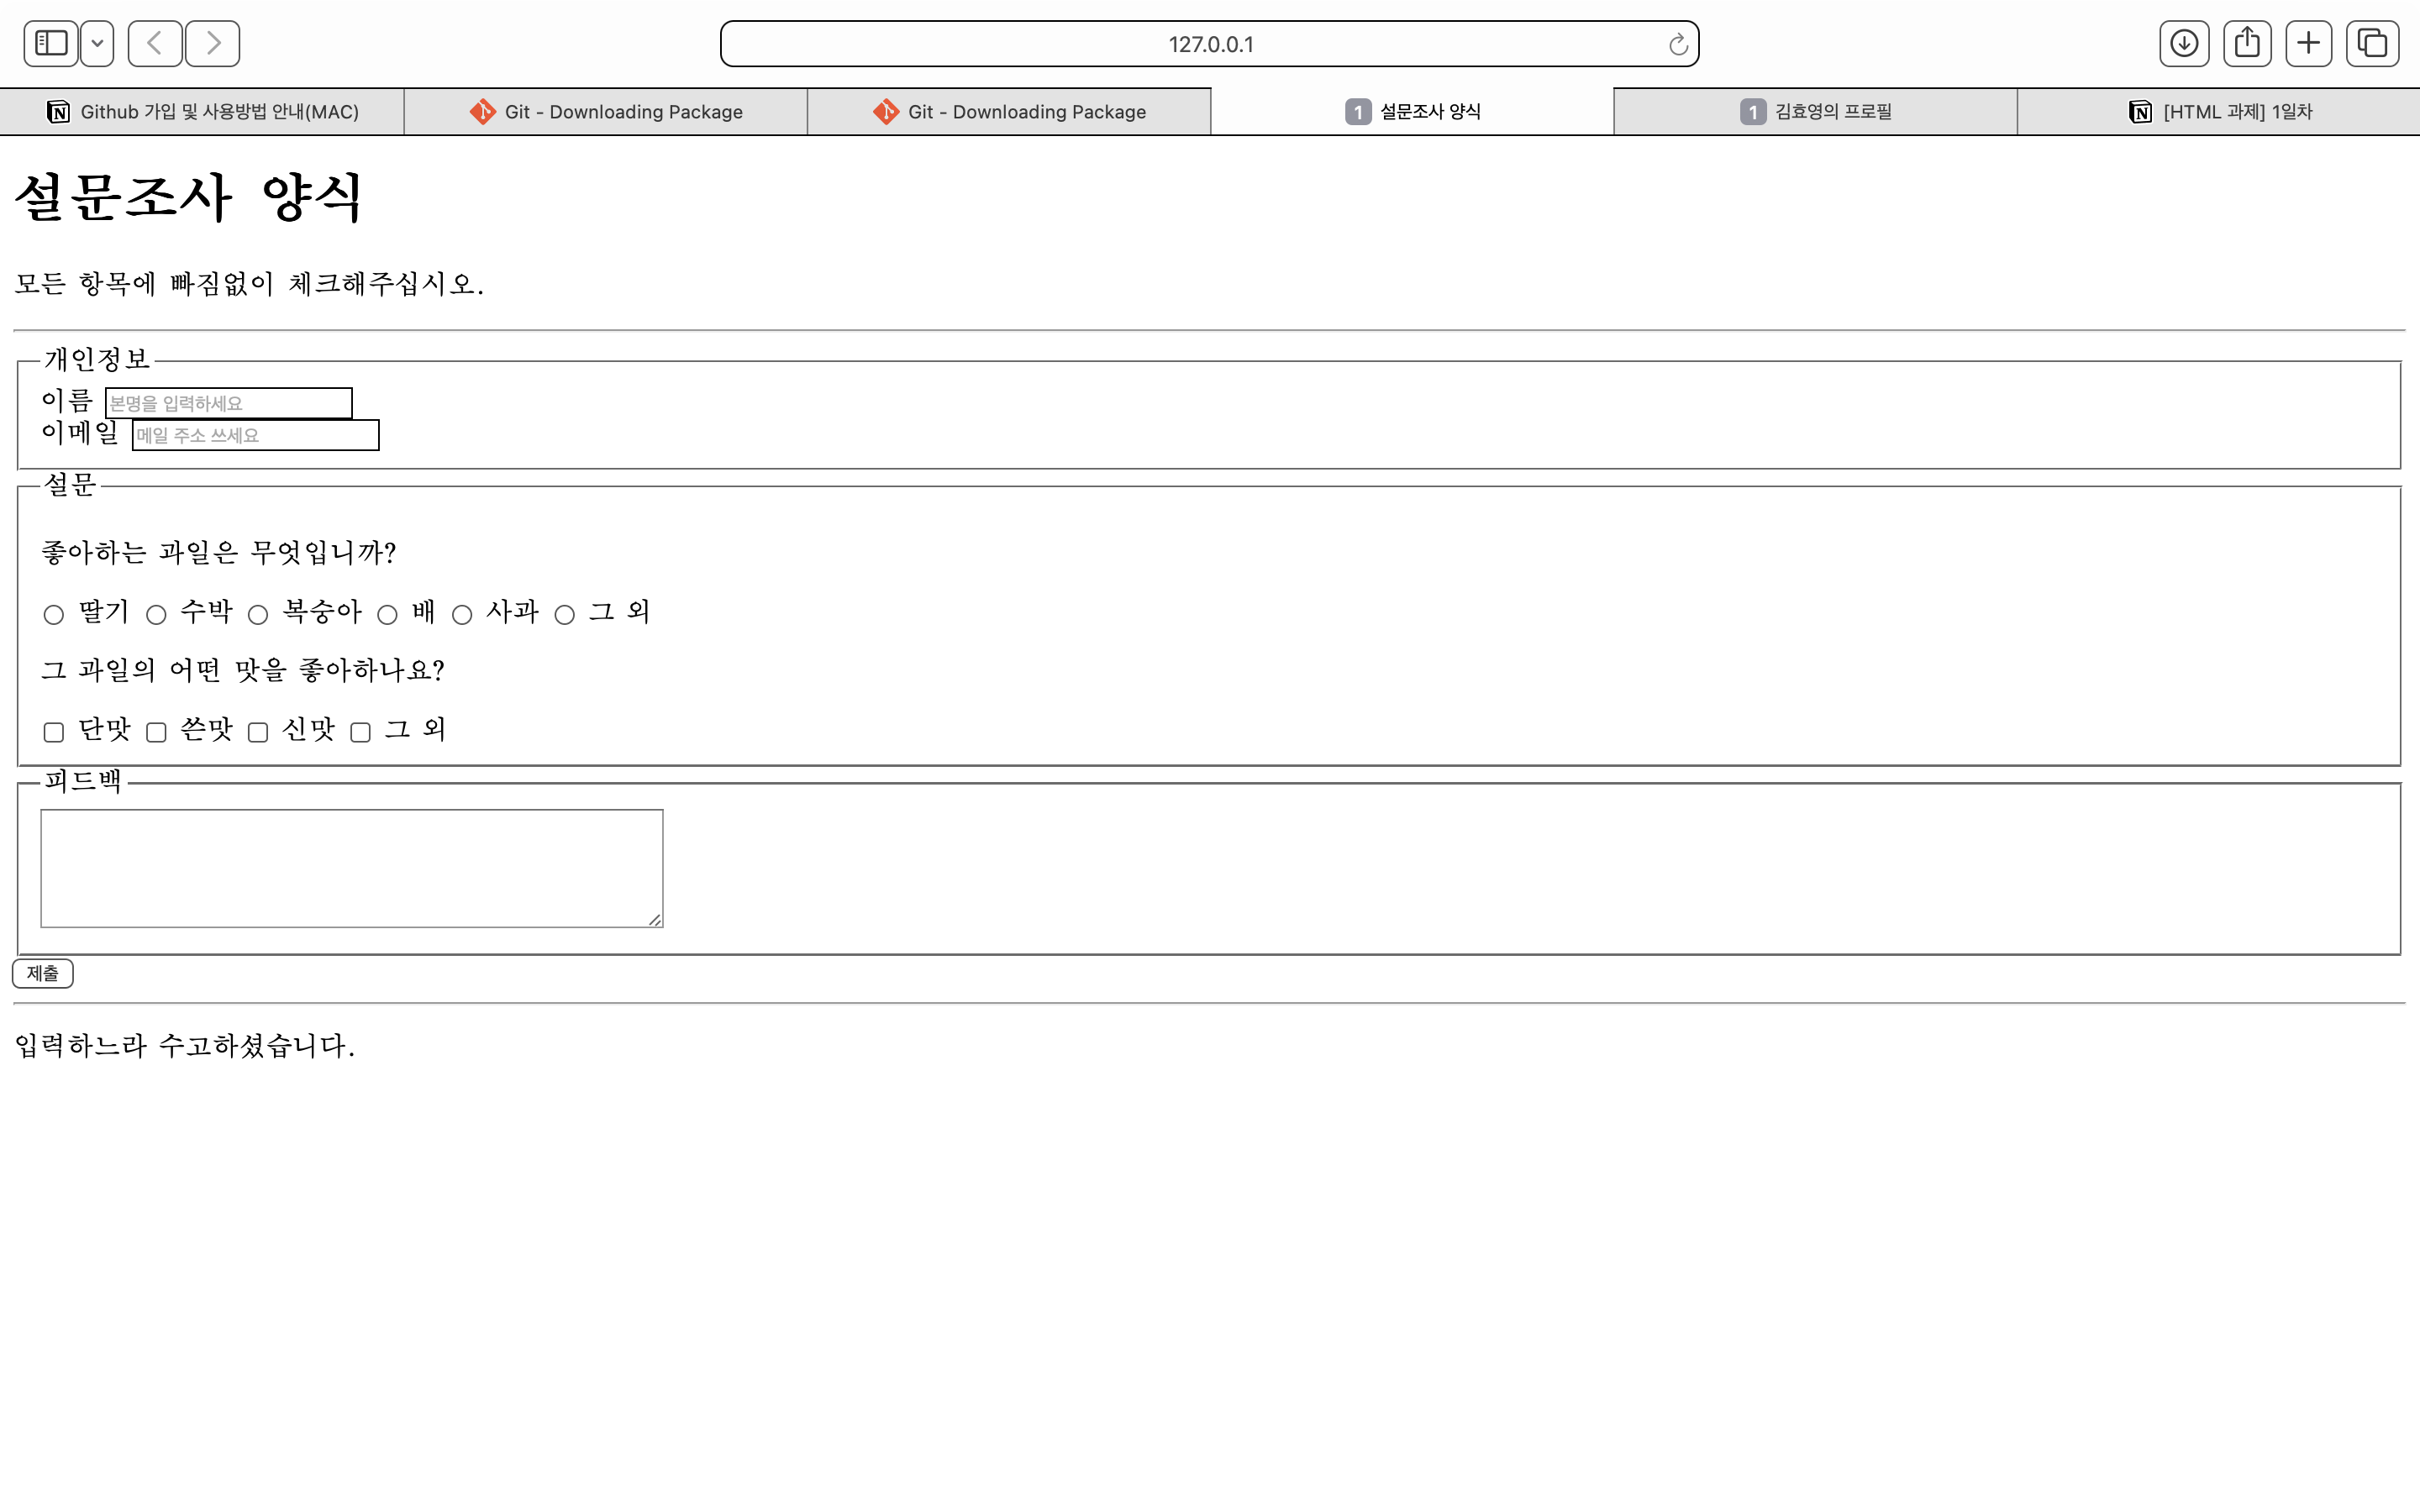 127.0.0.1
Github 가입 및 사용방법 안내(MAC)
Git - Downloading Package
Git - Downloading Package
1 설문조사 양식
1 김효영의 프로필
[HTML 과제] 1일차
설문조사 양식
모든 항목에 빠짐없이 체크해주십시오.
개인정보
이름 본명을 입력하세요
이메일 메일 주소 쓰세요
설문
좋아하는 과일은 무엇입니까?
딸기 수박 복숭아 배 사과 그 외
그 과일의 어떤 맛을 좋아하나요?
단맛 쓴맛 신맛 그 외
피드백
제출
입력하느라 수고하셨습니다.